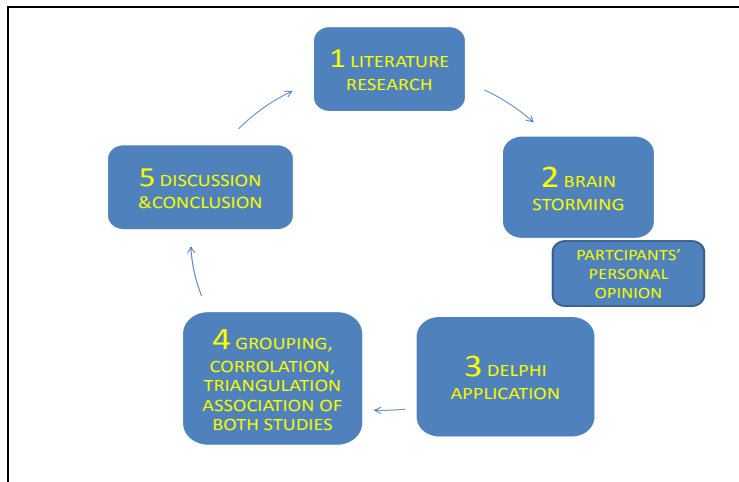 1 LITERATURE
RESEARCH
2 BRAIN
STORMING
PARTCIPANTS'
PERSONAL
OPINION
3 DELPHI
APPLICATION
4 GROUPING,
CORROLATION,
TRIANGULATION
ASSOCIATION OF
BOTH STUDIES
5 DISCUSSION
&CONCLUSION